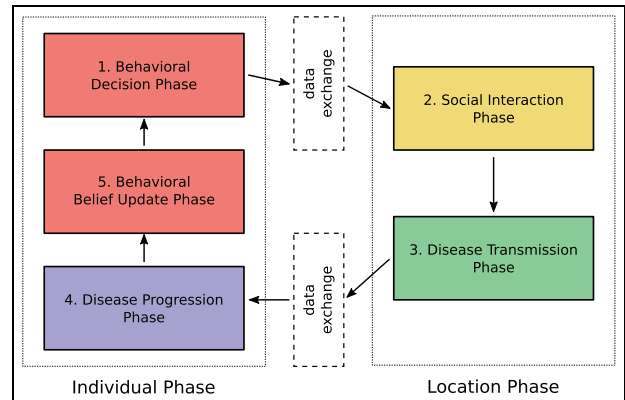 1. Behavioral
Decision Phase
data
exchange
2. Social Interaction
Phase
5. Behavioral
Belief Update Phase
3. Disease Transmission
Phase
4. Disease Progression
Phase
data
exchange
Individual Phase
Location Phase